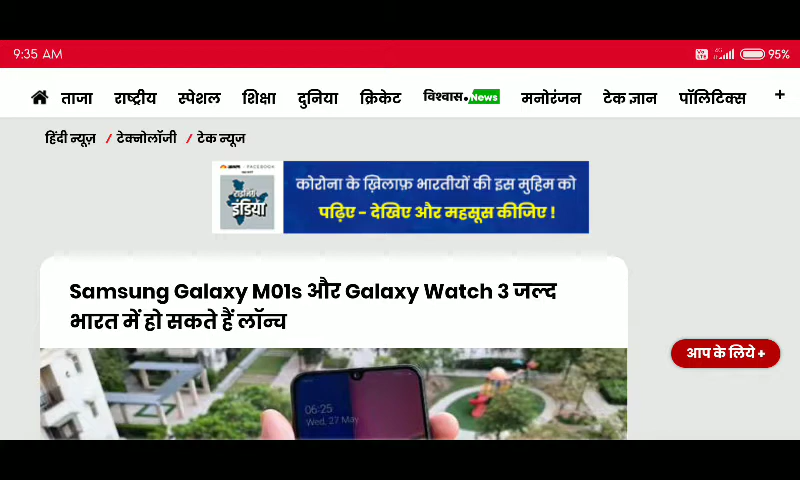 9:35 AM 95%
ताजा राष्ट्रीय स्पेशल शिक्षा दुनिया क्रिकेट विश्वास.News मनोरंजन टेक ज्ञान पॉलिटिक्स +
हिंदी न्यूज़ / टेक्नोलॉजी / टेक न्यूज
FACEBOOK
इंडिया
कोरोना के ख़िलाफ़ भारतीयों की इस मुहिम को
पढ़िए - देखिए और महसूस कीजिए !
Samsung Galaxy M01s और Galaxy Watch 3 जल्द
भारत में हो सकते हैं लॉन्च
आप के लिये +
06:25
Wed, 27 May